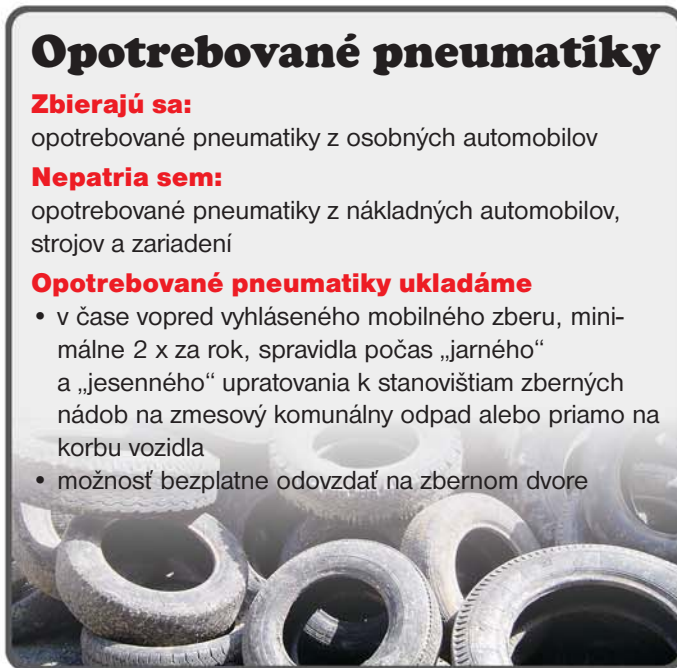 Opotrebované pneumatiky
Zbierajú sa:
opotrebované pneumatiky z osobných automobilov
Nepatria sem:
opotrebované pneumatiky z nákladných automobilov,
strojov a zariadení
Opotrebované pneumatiky ukladáme
• v čase vopred vyhláseného mobilného zberu, mini-
málne 2 x za rok, spravidla počas „jarného“
a „jesenného“ upratovania k stanovištiam zberných
nádob na zmesový komunálny odpad alebo priamo na
korbu vozidla
• možnosť bezplatne odovzdať na zbernom dvore